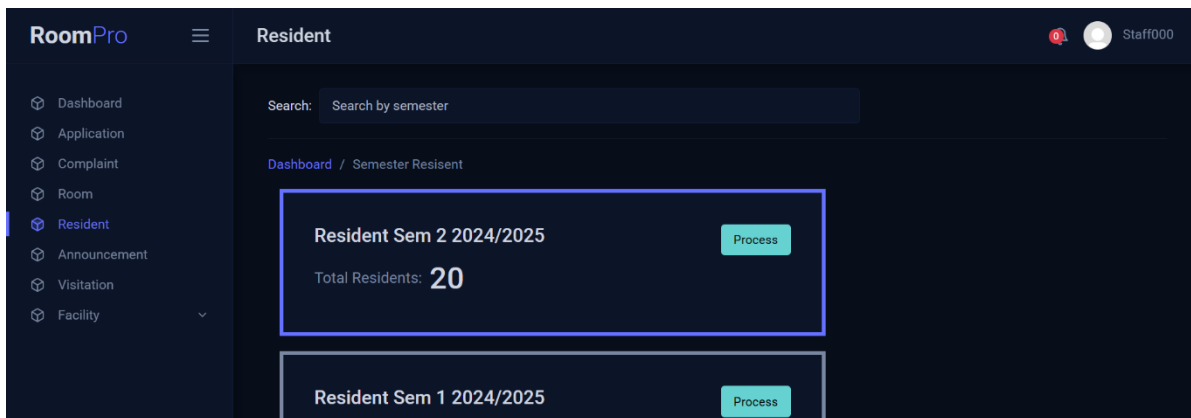 RoomPro
Resident
0
Staff000
Dashboard
Application
Complaint
Room
Resident
Announcement
Visitation
Facility
Search: Search by semester
Dashboard / Semester Resisent
Resident Sem 2 2024/2025
Process
Total Residents: 20
Resident Sem 1 2024/2025
Process